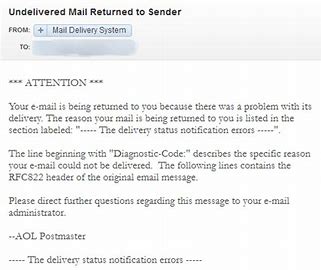 Undelivered Mail Returned to Sender
FROM: + Mail Delivery System
TO:
*** ATTENTION ***
Your e-mail is being returned to you because there was a problem with its
delivery. The reason your mail is being returned to you is listed in the
section labeled: "----- The delivery status notification errors -----".
The line beginning with "Diagnostic-Code:" describes the specific reason
your e-mail could not be delivered. The following lines contains the
RFC822 header of the original email message.
Please direct further questions regarding this message to your e-mail
administrator.
--AOL Postmaster
----- The delivery status notification errors -----